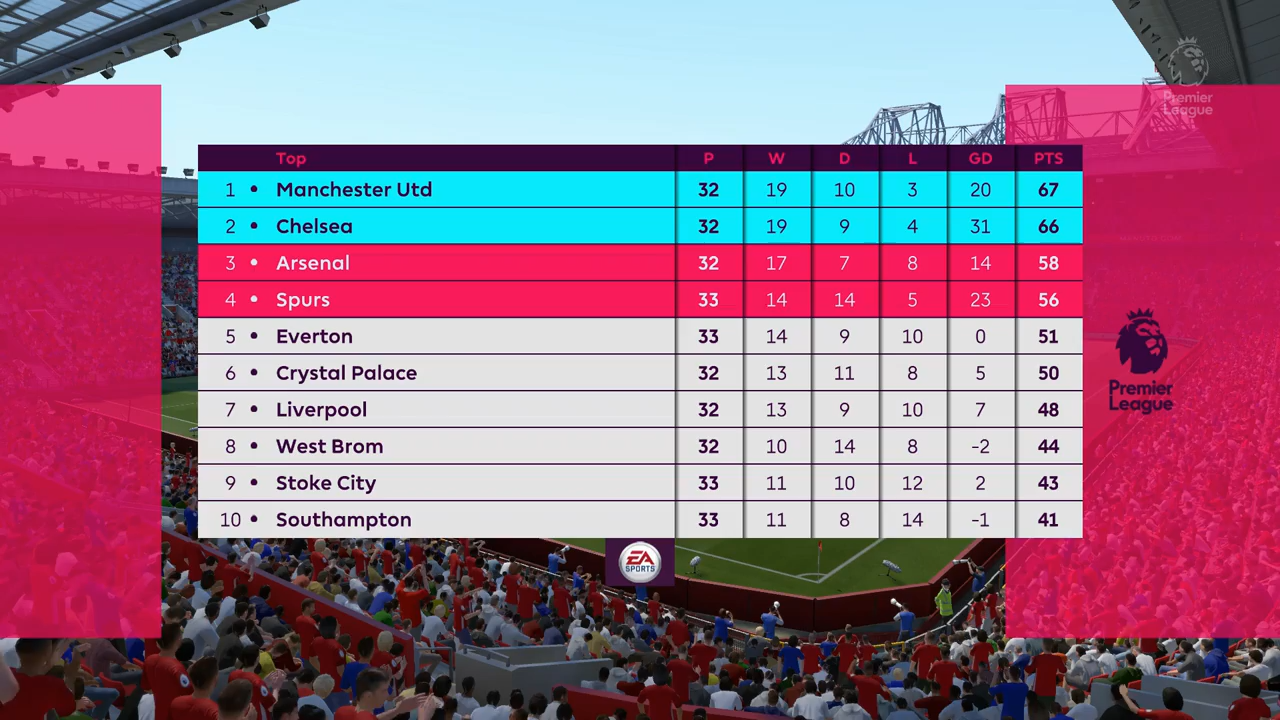 Premier
League
Top P W D L GD PTS
1 • Manchester Utd 32 19 10 3 20 67
2 • Chelsea 32 19 9 4 31 66
3 • Arsenal 32 17 7 8 14 58
4 • Spurs 33 14 14 5 23 56
5 • Everton 33 14 9 10 0 51
6 • Crystal Palace 32 13 11 8 5 50
7 • Liverpool 32 13 9 10 7 48
8 • West Brom 32 10 14 8 -2 44
9 • Stoke City 33 11 10 12 2 43
10 • Southampton 33 11 8 14 -1 41
Premier
League
EA
SPORTS